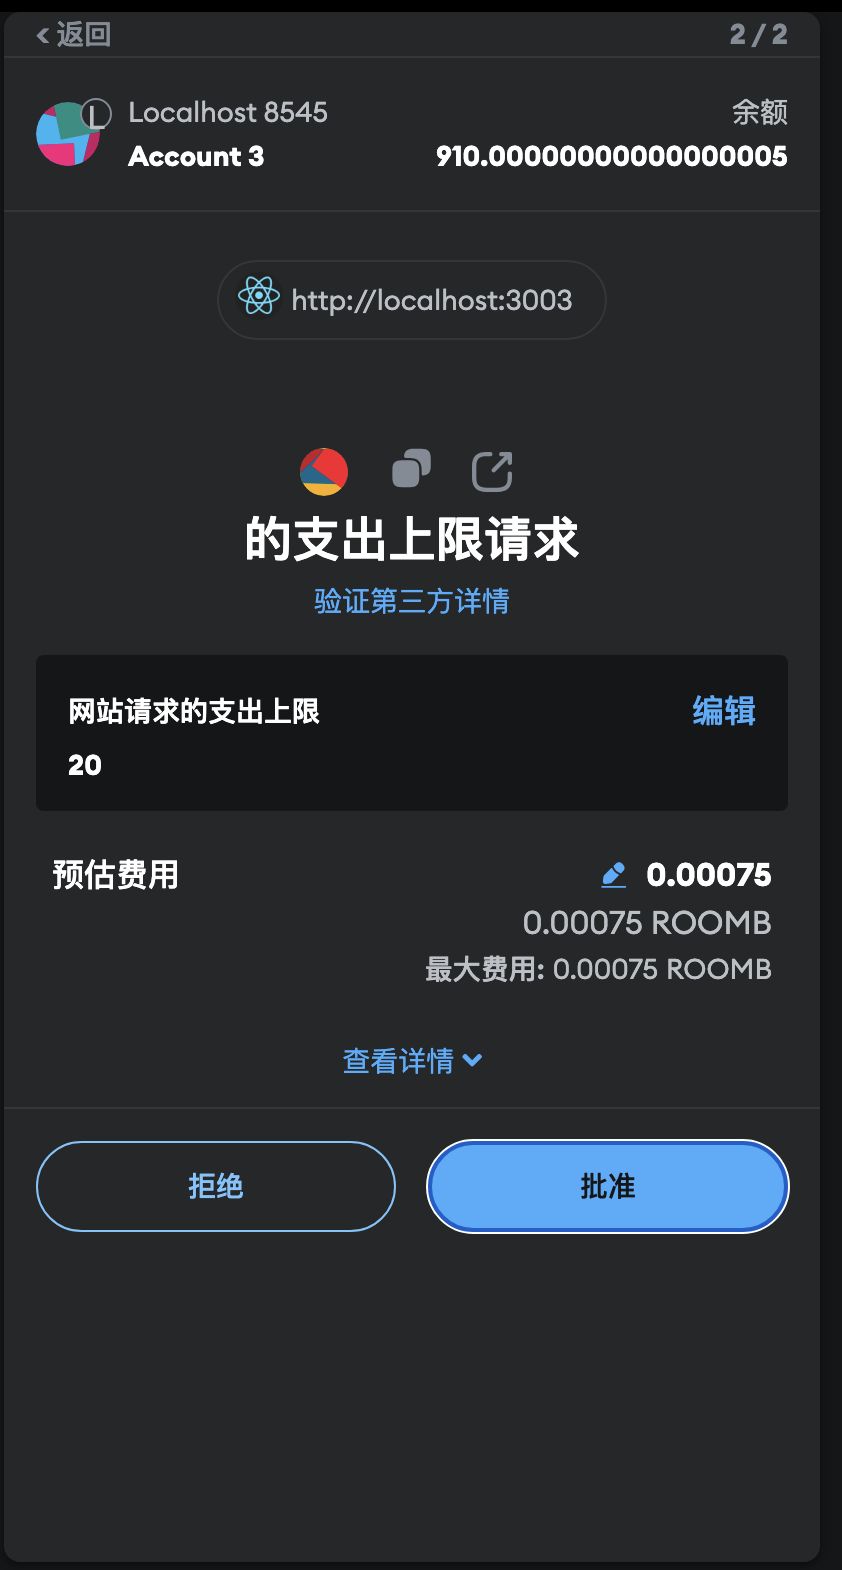 返回
2 / 2
Localhost 8545
余额
Account 3
910.00000000000000005
L
http://localhost:3003
的支出上限请求
验证第三方详情
网站请求的支出上限
编辑
20
预估费用
0.00075
0.00075 ROOMB
最大费用: 0.00075 ROOMB
查看详情
拒绝
批准